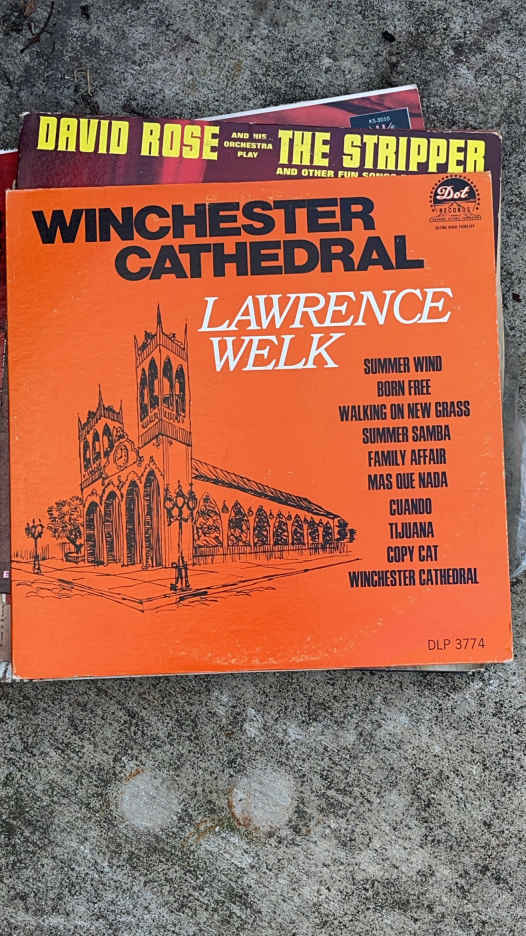 KS-3010
DAVID ROSE AND HIS ORCHESTRA PLAY THE STRIPPER
AND OTHER FUN SONGS
Dot
RECORDS
WINCHESTER
CATHEDRAL
LAWRENCE
WELK
SUMMER WIND
BORN FREE
WALKING ON NEW GRASS
SUMMER SAMBA
FAMILY AFFAIR
MAS QUE NADA
CUANDO
TIJUANA
COPY CAT
WINCHESTER CATHEDRAL
DLP 3774